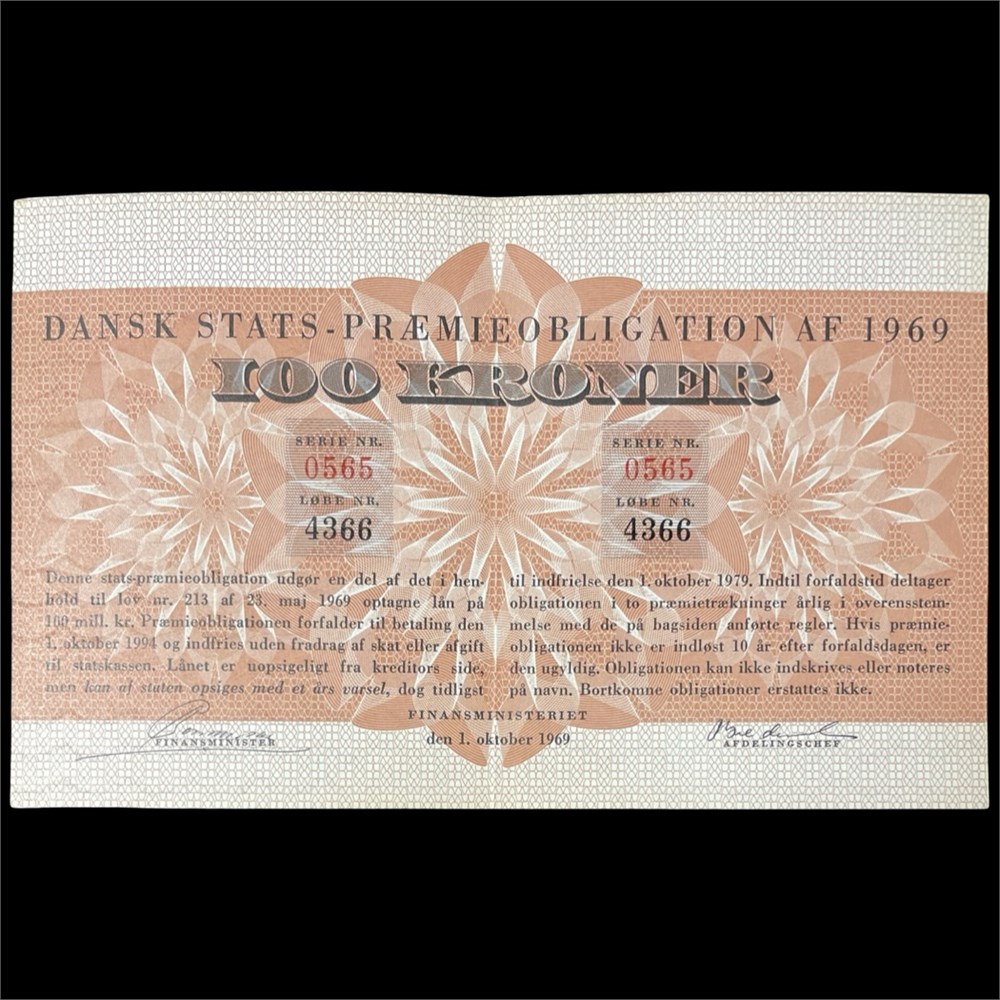 DANSK STATS-PRÆMIEOBLIGATION AF 1969
100 KRONER
SERIE NR.
0565
LØBE NR.
4366
SERIE NR.
0565
LØBE NR.
4366
Denne stats-præmieobligation udgør en del af det i hen-
hold til lov nr. 213 af 23. maj 1969 optagne lån på
100 mill. kr. Præmieobligationen forfalder til betaling den
1. oktober 1994 og indfries uden fradrag af skat eller afgift
til statskassen. Lånet er uopsigeligt fra kreditors side,
men kan af staten opsiges med et års varsel, dog tidligst
til indfrielse den 1. oktober 1979. Indtil forfaldstid deltager
obligationen i to præmietrækninger årlig i overensstem-
melse med de på bagsiden anførte regler. Hvis præmie-
obligationen ikke er indløst 10 år efter forfaldsdagen, er
den ugyldig. Obligationen kan ikke indskrives eller noteres
på navn. Bortkomne obligationer erstattes ikke.
FINANSMINISTERIET
den 1. oktober 1969
FINANSMINISTER
AFDELINGSCHEF